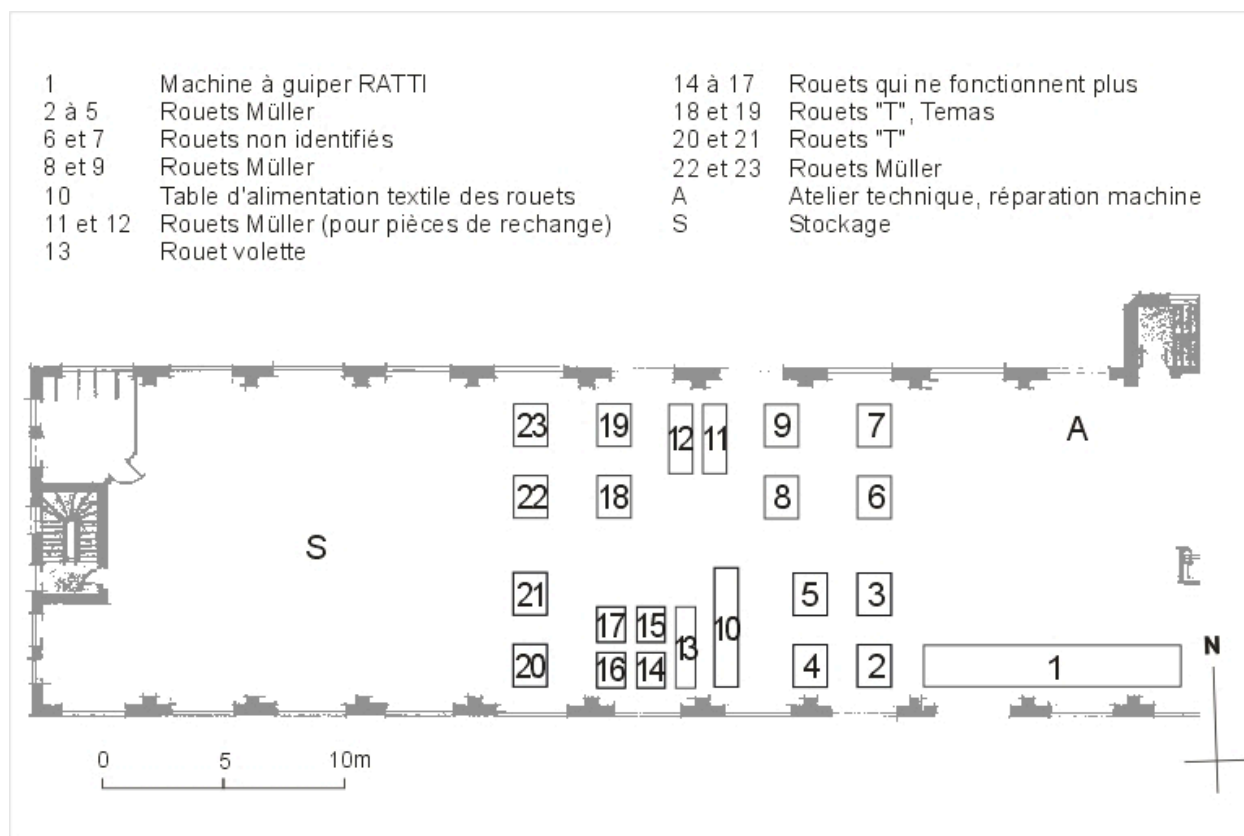 1 Machine à guiper RATTI
2 à 5 Rouets Müller
6 et 7 Rouets non identifiés
8 et 9 Rouets Müller
10 Table d'alimentation textile des rouets
11 et 12 Rouets Müller (pour pièces de rechange)
13 Rouet volette
14 à 17 Rouets qui ne fonctionnent plus
18 et 19 Rouets "T", Temas
20 et 21 Rouets "T"
22 et 23 Rouets Müller
A Atelier technique, réparation machine
S Stockage
23 19 12 11 9 7 A
22 18 8 6
S
21 5 3
17 15 13 10
20 16 14 4 2 1
N
0 5 10m